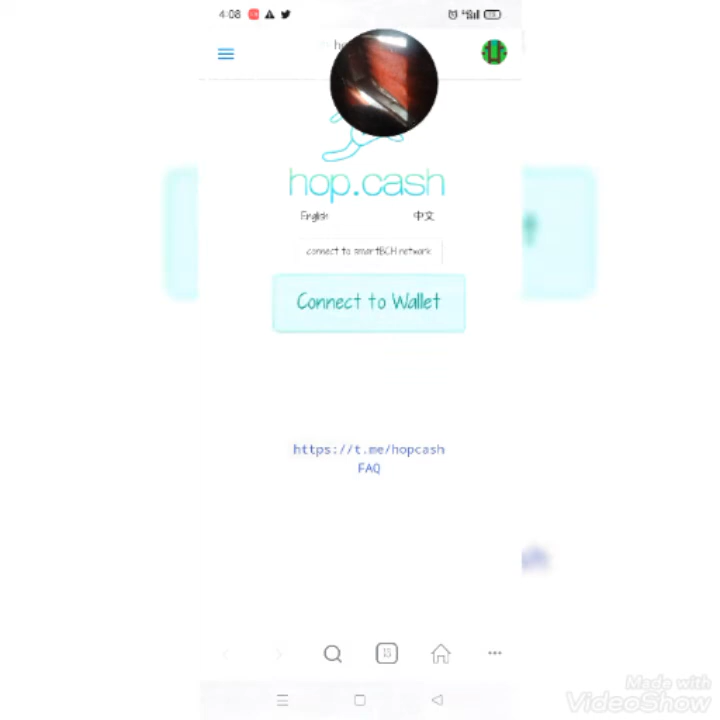 4:08
hop.cash
English 中文
connect to smartBCH network
Connect to Wallet
https://t.me/hopcash
FAQ
Made with
VideoShow